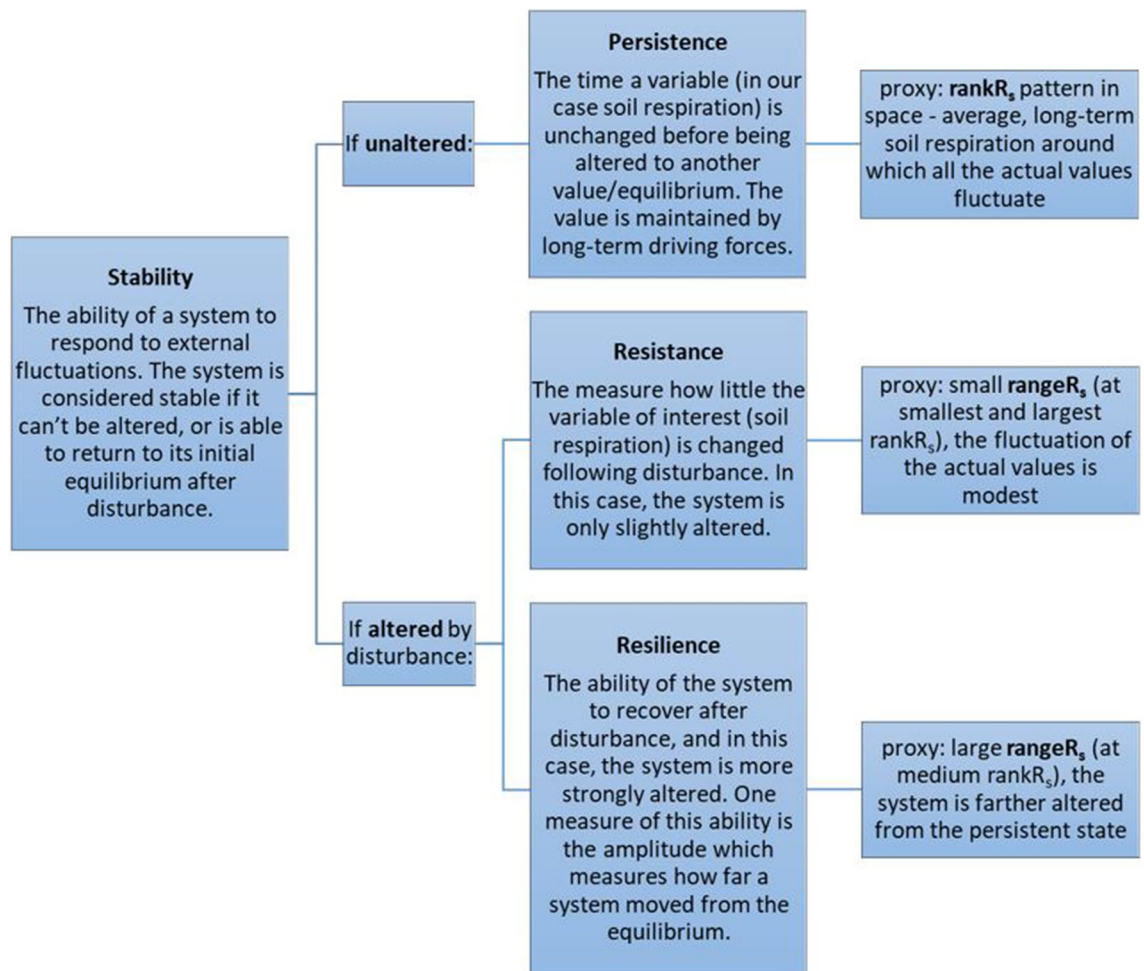 Stability
The ability of a system to
respond to external
fluctuations. The system is
considered stable if it
can't be altered, or is able
to return to its initial
equilibrium after
disturbance.
If unaltered:
Persistence
The time a variable (in our
case soil respiration) is
unchanged before being
altered to another
value/equilibrium. The
value is maintained by
long-term driving forces.
proxy: rankRₛ pattern in
space - average, long-term
soil respiration around
which all the actual values
fluctuate
If altered by
disturbance:
Resistance
The measure how little the
variable of interest (soil
respiration) is changed
following disturbance. In
this case, the system is
only slightly altered.
proxy: small rangeRₛ (at
smallest and largest
rankRₛ), the fluctuation of
the actual values is
modest
Resilience
The ability of the system
to recover after
disturbance, and in this
case, the system is more
strongly altered. One
measure of this ability is
the amplitude which
measures how far a
system moved from the
equilibrium.
proxy: large rangeRₛ (at
medium rankRₛ), the
system is farther altered
from the persistent state